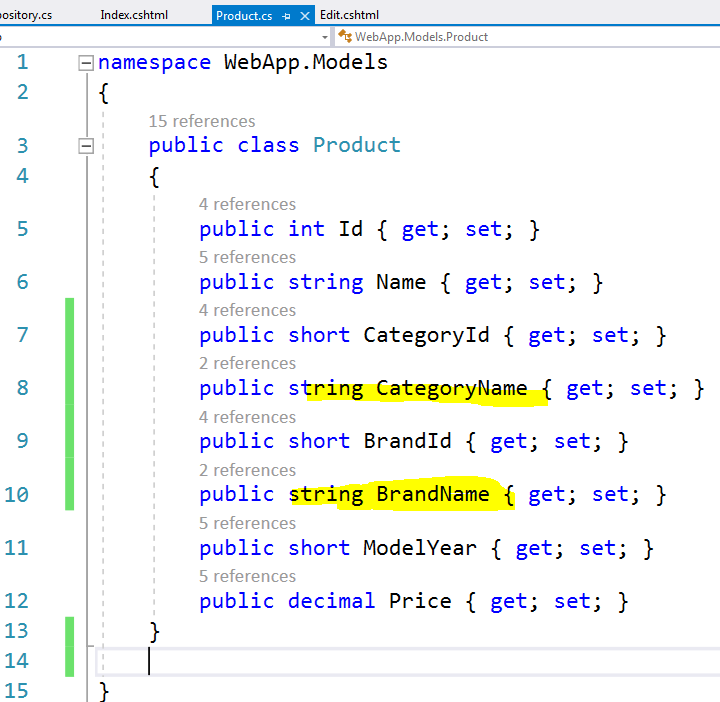 ository.cs Index.cshtml Product.cs Edit.cshtml
WebApp.Models.Product
1 namespace WebApp.Models
2 {
15 references
3 public class Product
4 {
4 references
5 public int Id { get; set; }
5 references
6 public string Name { get; set; }
4 references
7 public short CategoryId { get; set; }
2 references
8 public string CategoryName { get; set; }
4 references
9 public short BrandId { get; set; }
2 references
10 public string BrandName { get; set; }
5 references
11 public short ModelYear { get; set; }
5 references
12 public decimal Price { get; set; }
13 }
14
15 }